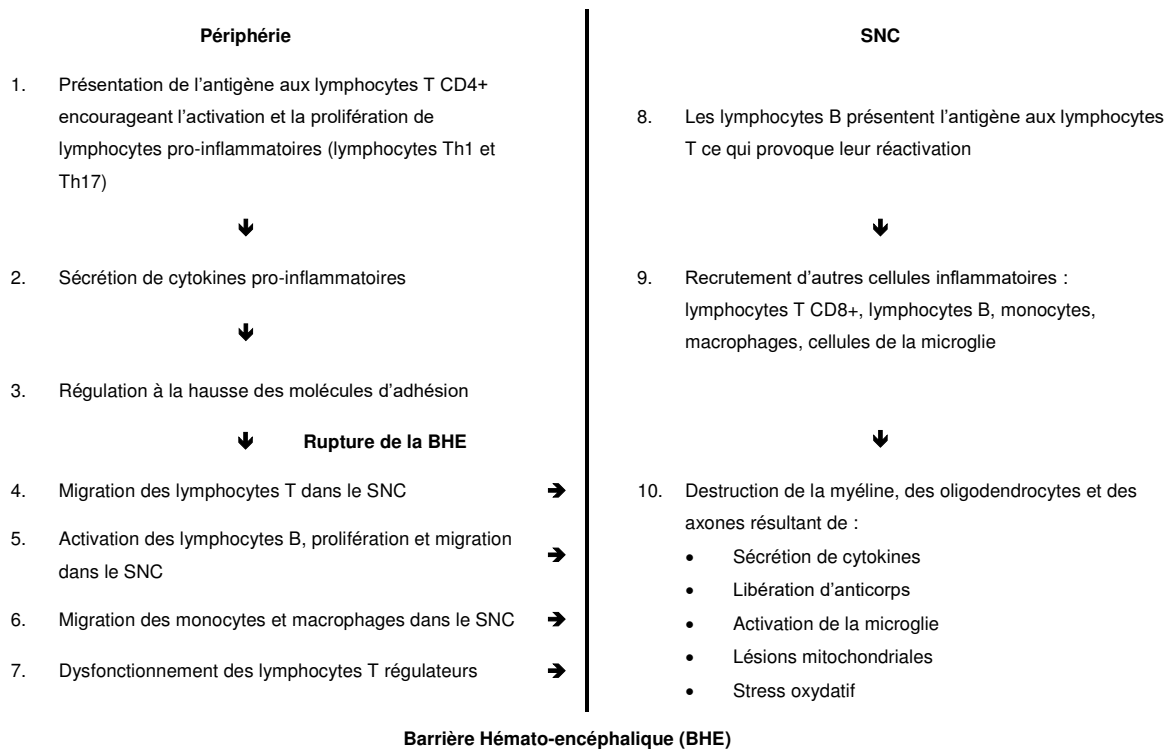 Périphérie
1. Présentation de l'antigène aux lymphocytes T CD4+
encourageant l'activation et la prolifération de
lymphocytes pro-inflammatoires (lymphocytes Th1 et
Th17)
🡻
2. Sécrétion de cytokines pro-inflammatoires
🡻
3. Régulation à la hausse des molécules d'adhésion
🡻 Rupture de la BHE
4. Migration des lymphocytes T dans le SNC 🡺
5. Activation des lymphocytes B, prolifération et migration
dans le SNC 🡺
6. Migration des monocytes et macrophages dans le SNC 🡺
7. Dysfonctionnement des lymphocytes T régulateurs 🡺
SNC
8. Les lymphocytes B présentent l'antigène aux lymphocytes
T ce qui provoque leur réactivation
🡻
9. Recrutement d'autres cellules inflammatoires :
lymphocytes T CD8+, lymphocytes B, monocytes,
macrophages, cellules de la microglie
🡻
10. Destruction de la myéline, des oligodendrocytes et des
axones résultant de :
• Sécrétion de cytokines
• Libération d'anticorps
• Activation de la microglie
• Lésions mitochondriales
• Stress oxydatif
Barrière Hémato-encéphalique (BHE)